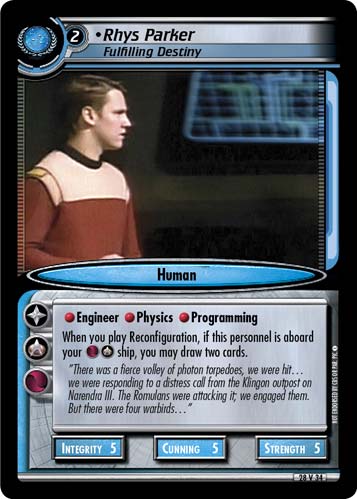 2
•Rhys Parker
Fulfilling Destiny
Human
Engineer Physics Programming
When you play Reconfiguration, if this personnel is aboard
your ship, you may draw two cards.
"There was a fierce volley of photon torpedoes, we were hit…
we were responding to a distress call from the Klingon outpost on
Narendra III. The Romulans were attacking it; we engaged them.
But there were four warbirds…"
INTEGRITY 5 CUNNING 5 STRENGTH 5
28 V 34